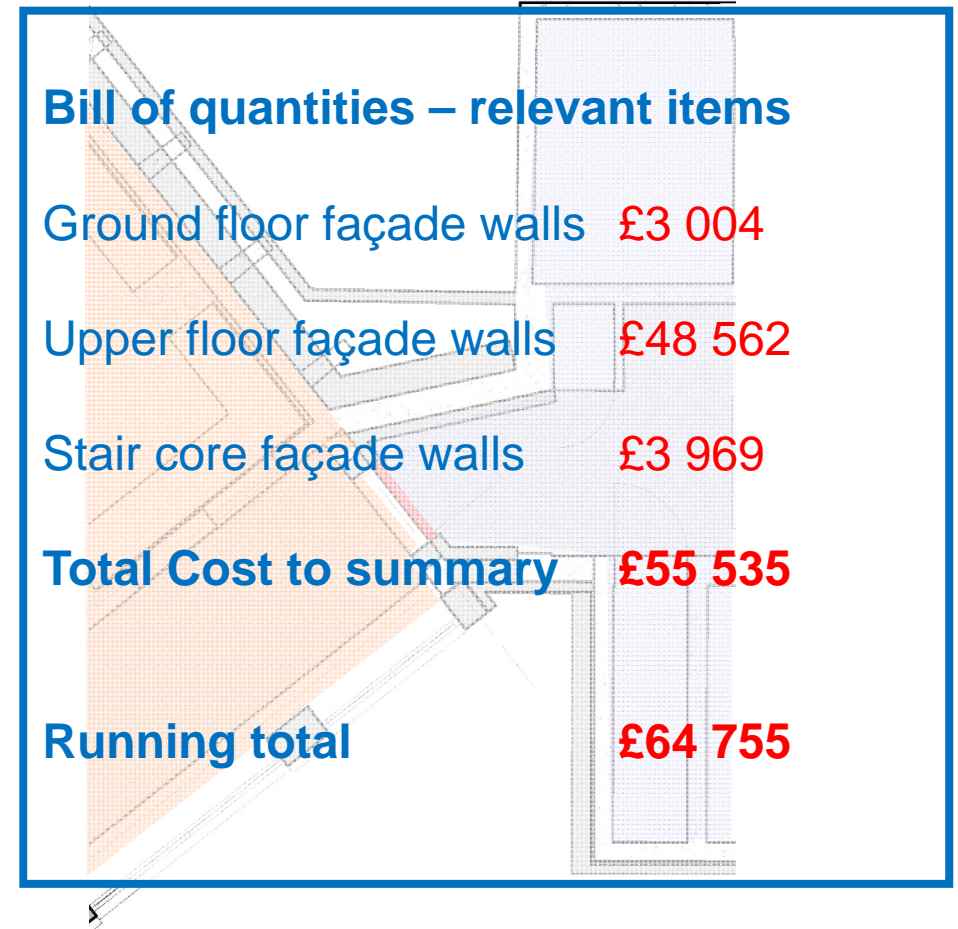 Bill of quantities – relevant items
Ground floor façade walls £3 004
Upper floor façade walls £48 562
Stair core façade walls £3 969
Total Cost to summary £55 535
Running total £64 755